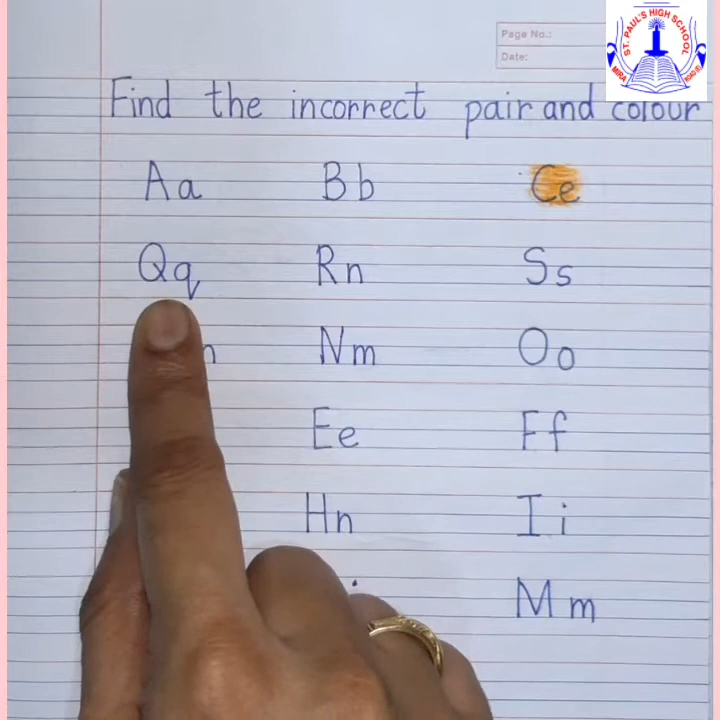 Page No.:
Date:
ST. PAUL'S HIGH SCHOOL
Find the incorrect pair and colour
Aa Bb Ce
Qq Rn Ss
n Nm Oo
Ee Ff
Hn Ii
Mm